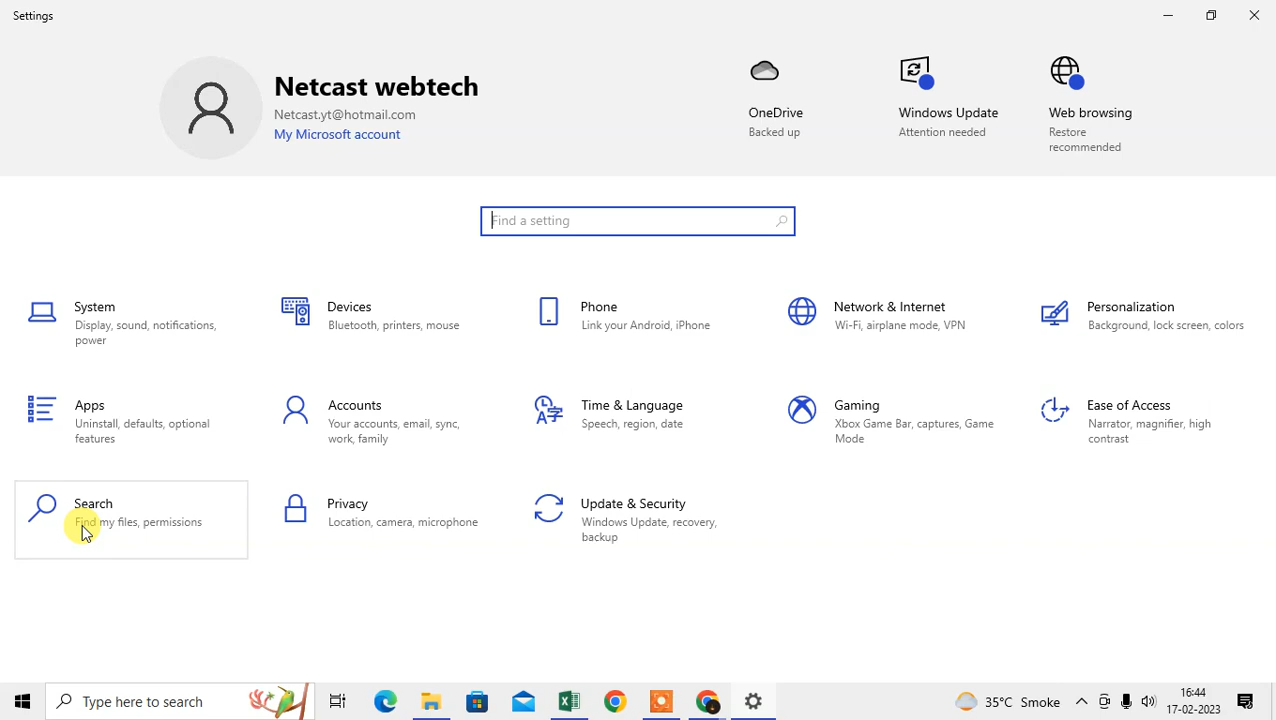 Settings
Netcast webtech
Netcast.yt@hotmail.com
My Microsoft account
OneDrive
Backed up
Windows Update
Attention needed
Web browsing
Restore
recommended
Find a setting
System
Display, sound, notifications,
power
Devices
Bluetooth, printers, mouse
Phone
Link your Android, iPhone
Network & Internet
Wi-Fi, airplane mode, VPN
Personalization
Background, lock screen, colors
Apps
Uninstall, defaults, optional
features
Accounts
Your accounts, email, sync,
work, family
Time & Language
Speech, region, date
Gaming
Xbox Game Bar, captures, Game
Mode
Ease of Access
Narrator, magnifier, high
contrast
Search
Find my files, permissions
Privacy
Location, camera, microphone
Update & Security
Windows Update, recovery,
backup
Type here to search
35°C Smoke
16:44
17-02-2023